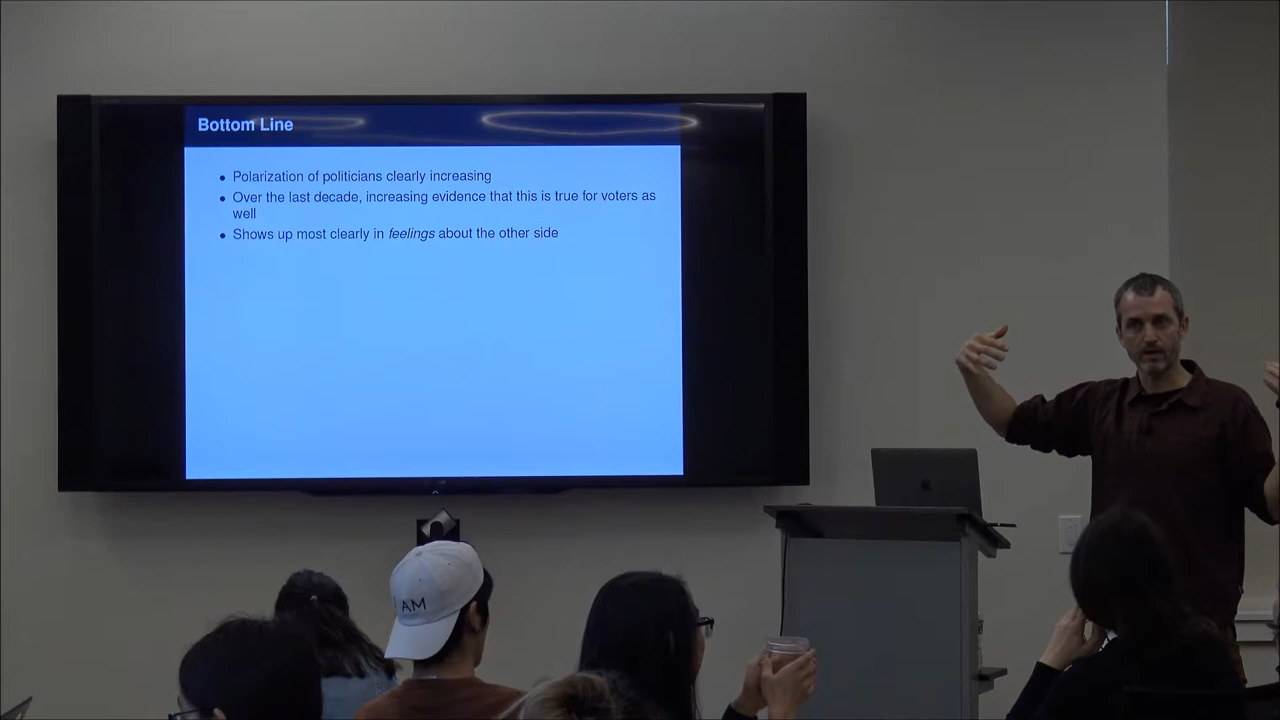 Bottom Line
• Polarization of politicians clearly increasing
• Over the last decade, increasing evidence that this is true for voters as
well
• Shows up most clearly in feelings about the other side
AM